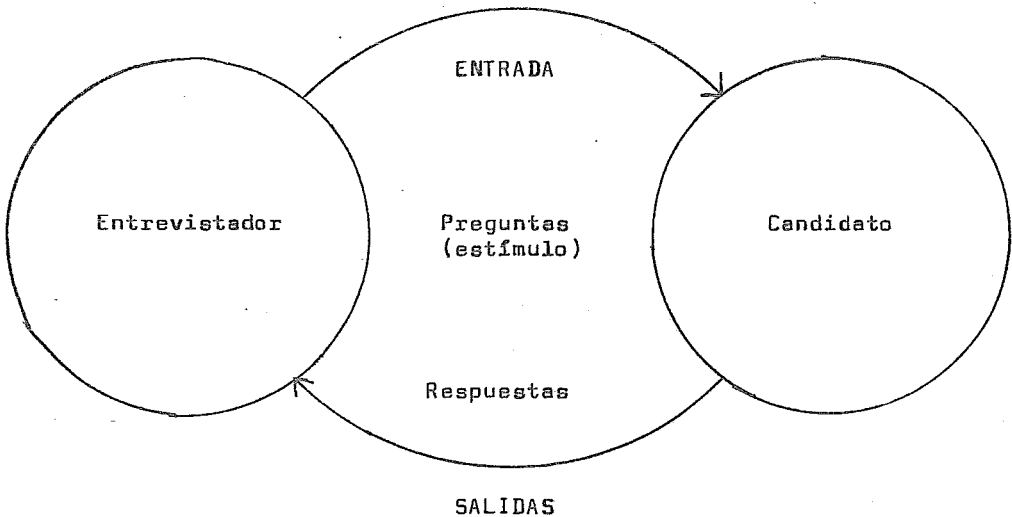 ENTRADA
Entrevistador
Preguntas
(estímulo)
Candidato
Respuestas
SALIDAS